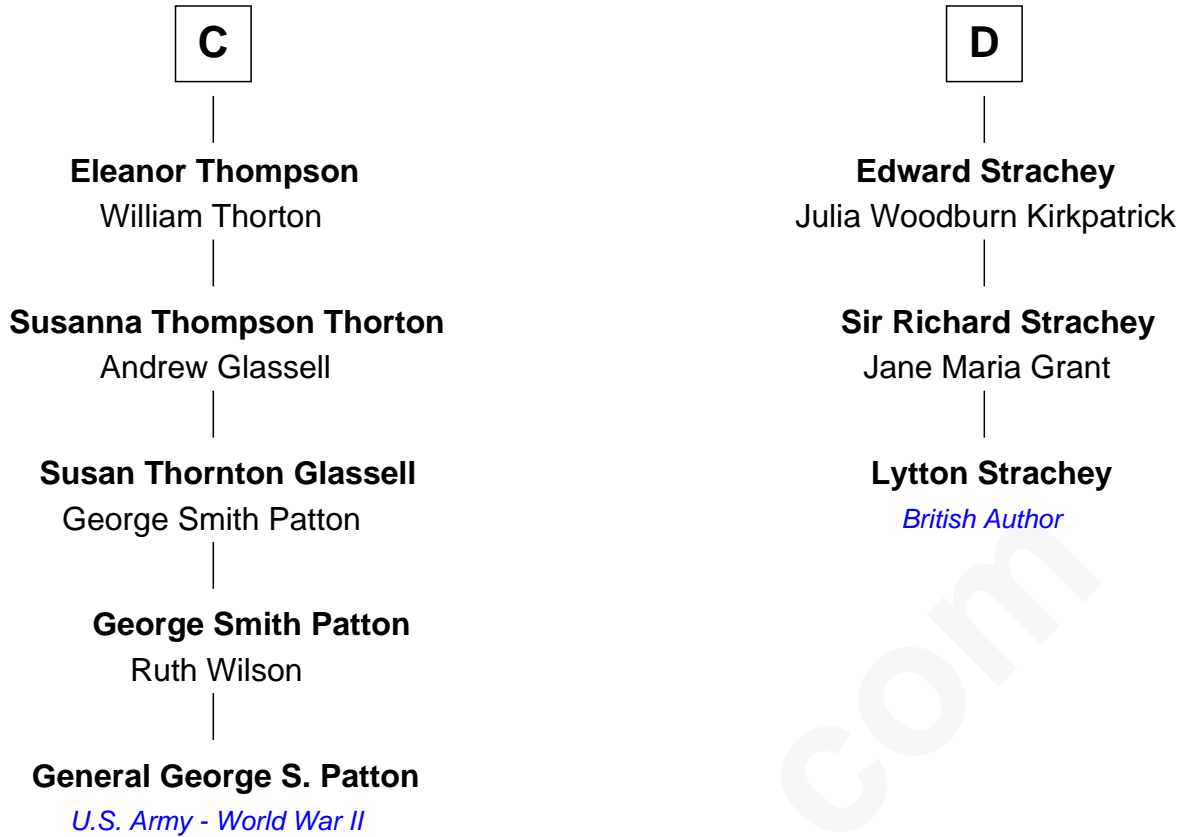 C
Eleanor Thompson
William Thorton
Susanna Thompson Thorton
Andrew Glassell
Susan Thornton Glassell
George Smith Patton
George Smith Patton
Ruth Wilson
General George S. Patton
U.S. Army - World War II
D
Edward Strachey
Julia Woodburn Kirkpatrick
Sir Richard Strachey
Jane Maria Grant
Lytton Strachey
British Author
com